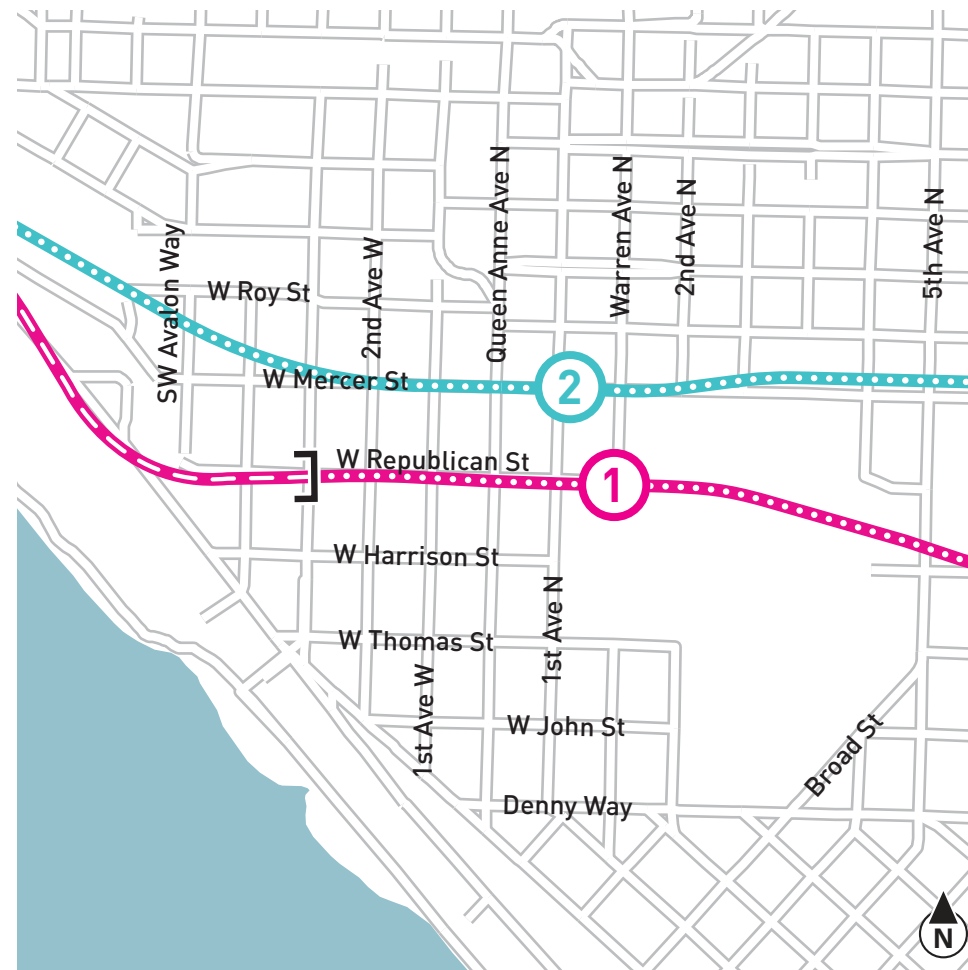 Queen Anne Ave N
Warren Ave N
2nd Ave N
5th Ave N
SW Avalon Way
2nd Ave W
W Roy St
W Mercer St
2
W Republican St
1
W Harrison St
1st Ave N
W Thomas St
1st Ave W
W John St
Broad St
Denny Way
N